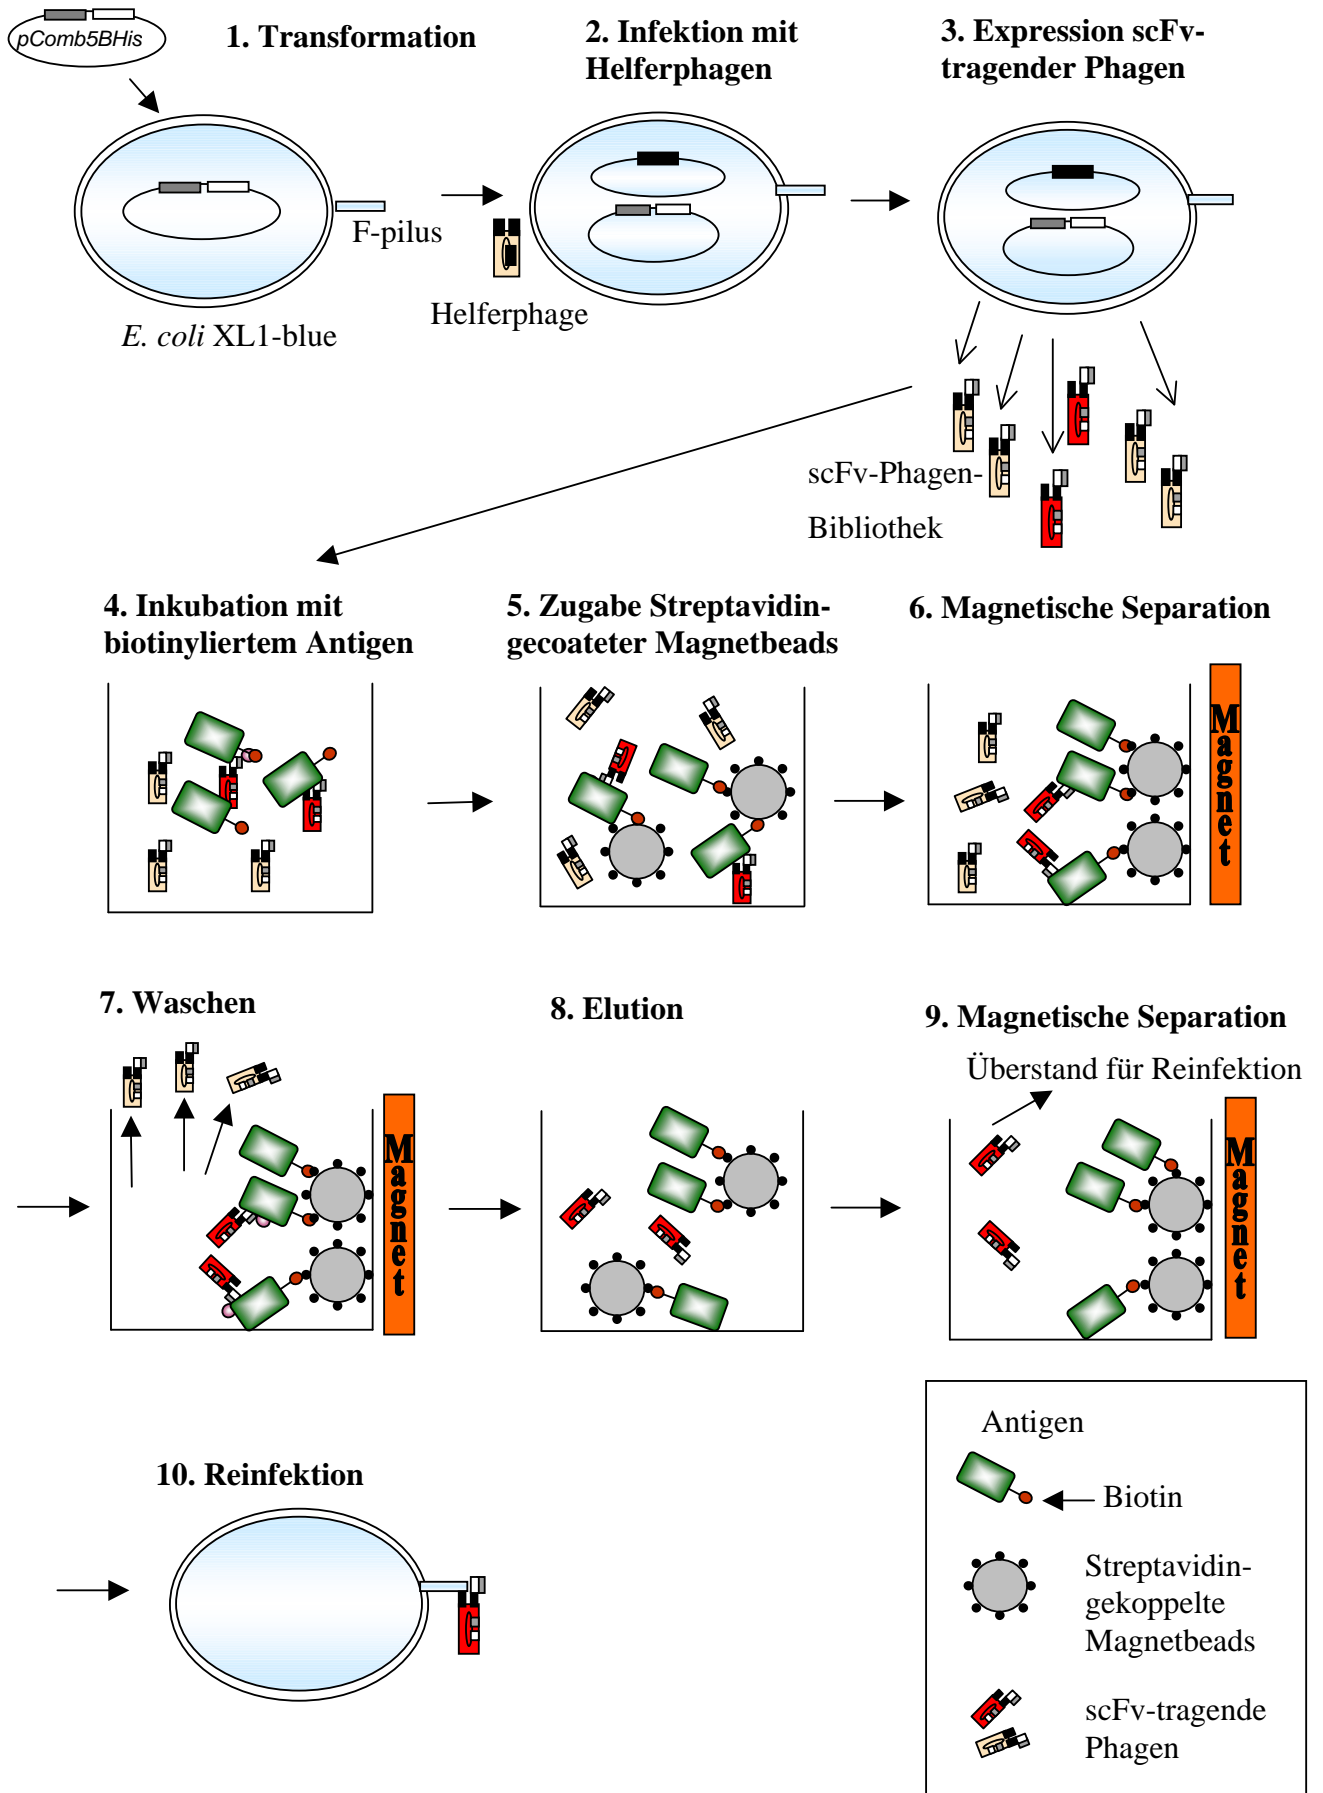 pComb5BHis
1. Transformation
2. Infektion mit
Helferphagen
3. Expression scFv-
tragender Phagen
F-pilus
Helferphage
E. coli XL1-blue
scFv-Phagen-
Bibliothek
4. Inkubation mit
biotinyliertem Antigen
5. Zugabe Streptavidin-
gecoateter Magnetbeads
6. Magnetische Separation
Magnet
7. Waschen
Magnet
8. Elution
9. Magnetische Separation
Überstand für Reinfektion
Magnet
10. Reinfektion
Antigen
Biotin
Streptavidin-
gekoppelte
Magnetbeads
scFv-tragende
Phagen